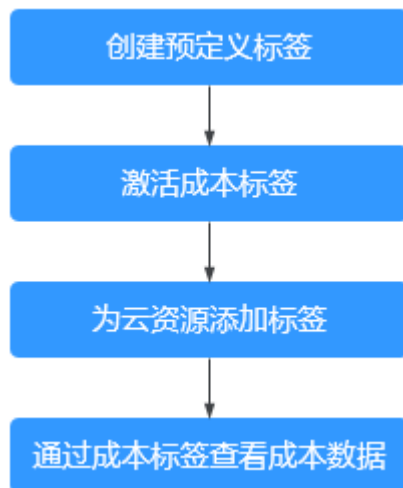 创建预定义标签
激活成本标签
为云资源添加标签
通过成本标签查看成本数据